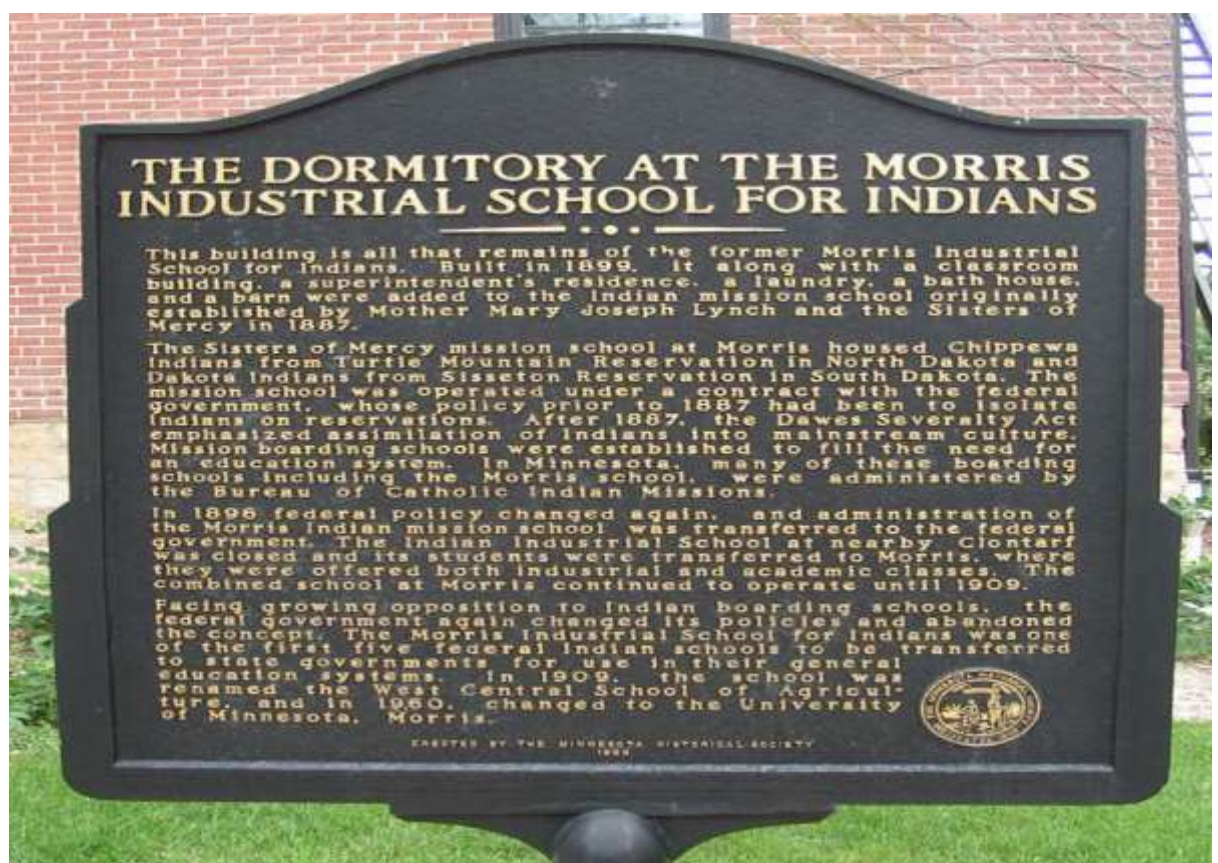 THE DORMITORY AT THE MORRIS
INDUSTRIAL SCHOOL FOR INDIANS
This building is all that remains of the former Morris Industrial
School for Indians. Built in 1899, it along with a classroom
building, a superintendent's residence, a laundry, a bath house,
and a barn were added to the Indian mission school originally
established by Mother Mary Joseph Lynch and the Sisters of
Mercy in 1887.
The Sisters of Mercy mission school at Morris housed Chippewa
Indians from Turtle Mountain Reservation in North Dakota and
Dakota Indians from Sisseton Reservation in South Dakota. The
mission school was operated under a contract with the federal
government, whose policy prior to 1887 had been to isolate
Indians on reservations. After 1887, the Dawes Severalty Act
emphasized assimilation of Indians into mainstream culture.
Mission boarding schools were established to fill the need for
an education system. In Minnesota, many of these boarding
schools including the Morris school, were administered by
the Bureau of Catholic Indian Missions.
In 1896 federal policy changed again, and administration of
the Morris Indian mission school was transferred to the federal
government. The Indian Industrial School at nearby Clontarf
was closed and its students were transferred to Morris, where
they were offered both industrial and academic classes. The
combined school at Morris continued to operate until 1909.
Facing growing opposition to Indian boarding schools, the
federal government again changed its policies and abandoned
the concept. The Morris Industrial School for Indians was one
of the first five federal Indian schools to be transferred
to state governments for use in their general
education systems. In 1909, the school was
renamed the West Central School of Agricul-
ture, and in 1960, changed to the University
of Minnesota, Morris.
ERECTED BY THE MINNESOTA HISTORICAL SOCIETY